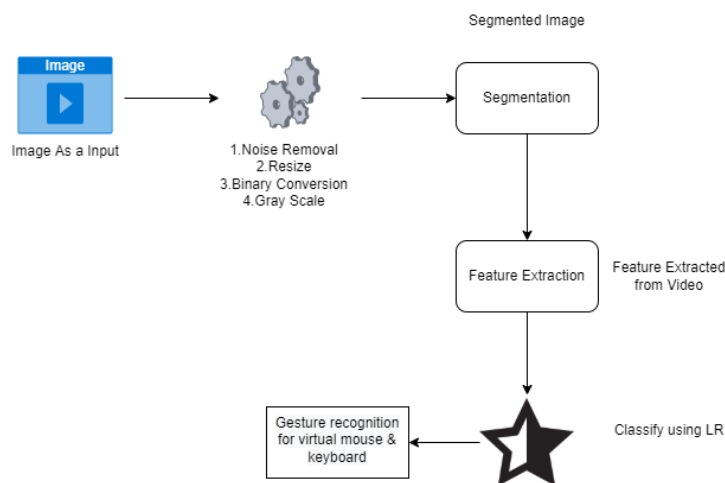 Segmented Image
Image
Segmentation
Image As a Input
1.Noise Removal
2.Resize
3.Binary Conversion
4.Gray Scale
Feature Extraction
Feature Extracted
from Video
Gesture recognition
for virtual mouse &
keyboard
Classify using LR